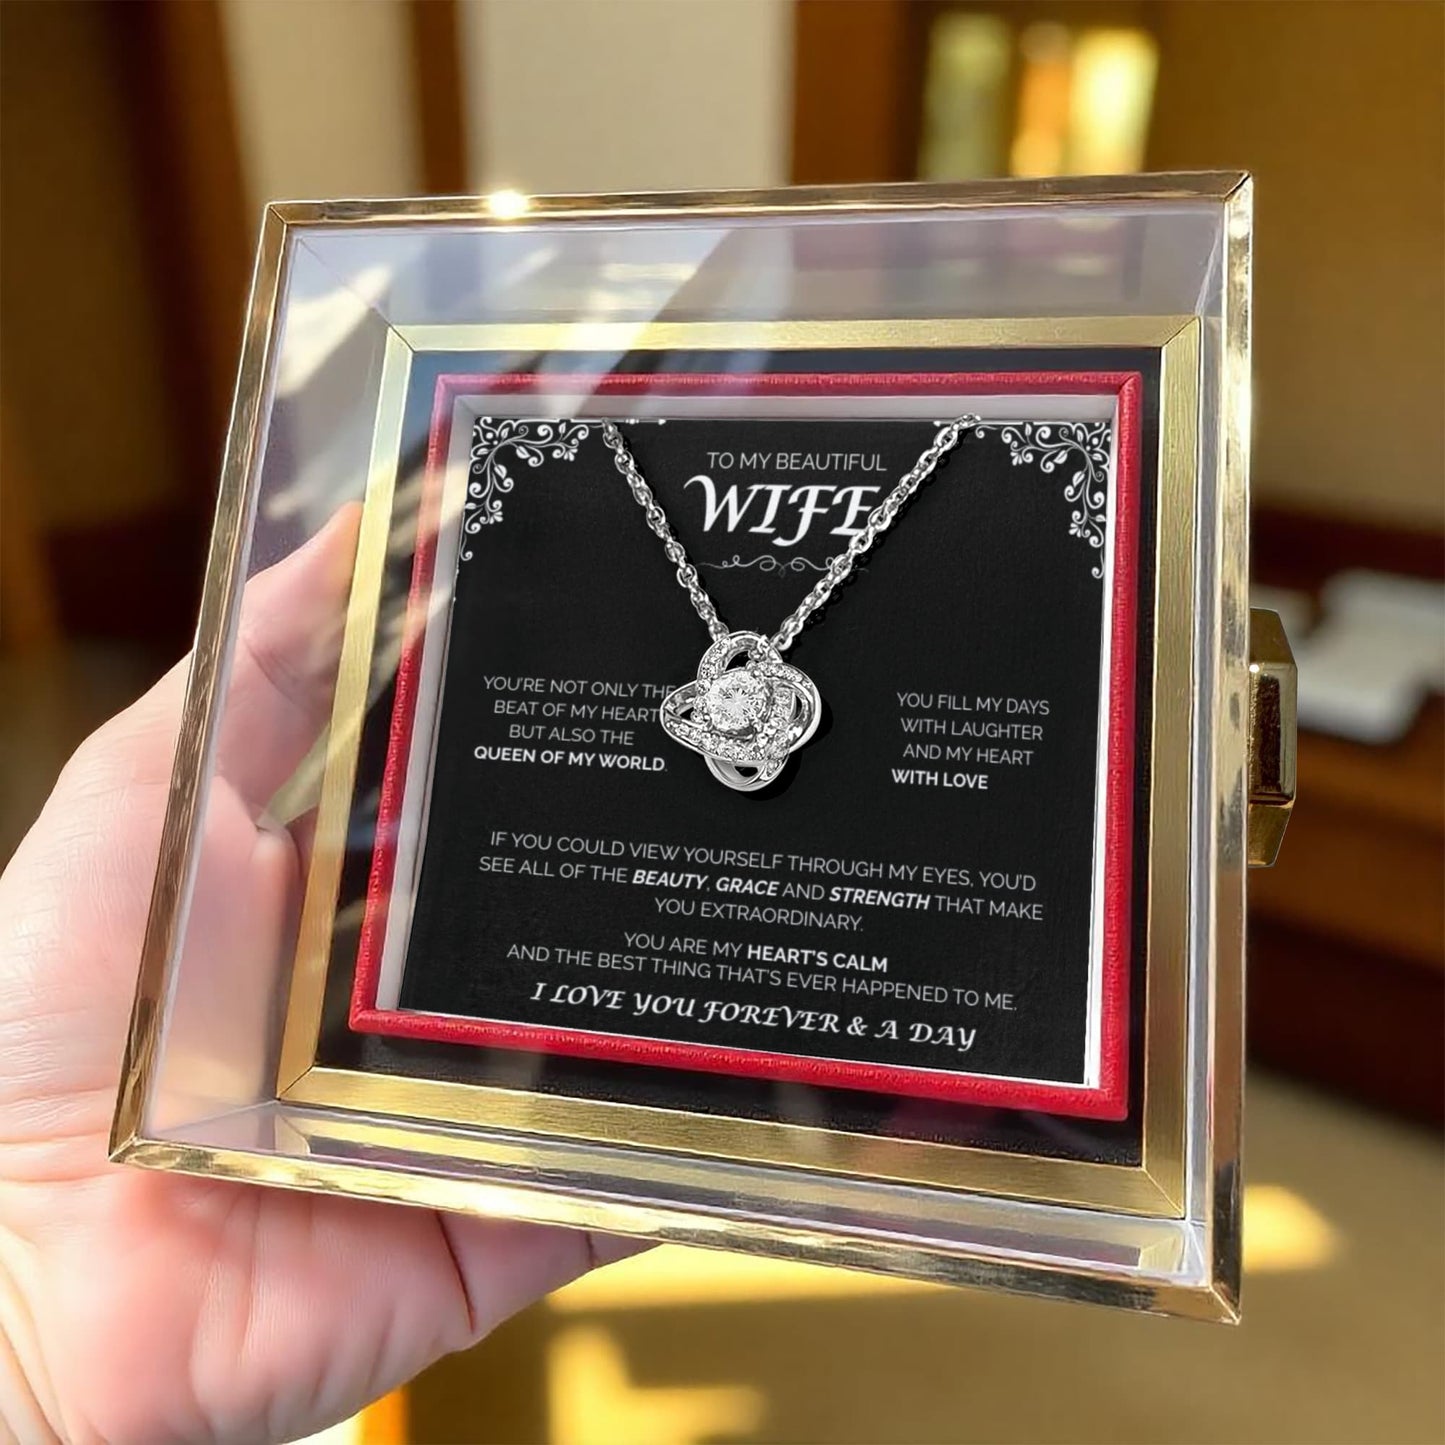 TO MY BEAUTIFUL
WIFE
YOU'RE NOT ONLY THE
BEAT OF MY HEART
BUT ALSO THE
QUEEN OF MY WORLD.
YOU FILL MY DAYS
WITH LAUGHTER
AND MY HEART
WITH LOVE
IF YOU COULD VIEW YOURSELF THROUGH MY EYES, YOU'D
SEE ALL OF THE BEAUTY, GRACE AND STRENGTH THAT MAKE
YOU EXTRAORDINARY.
YOU ARE MY HEART'S CALM
AND THE BEST THING THAT'S EVER HAPPENED TO ME.
I LOVE YOU FOREVER & A DAY